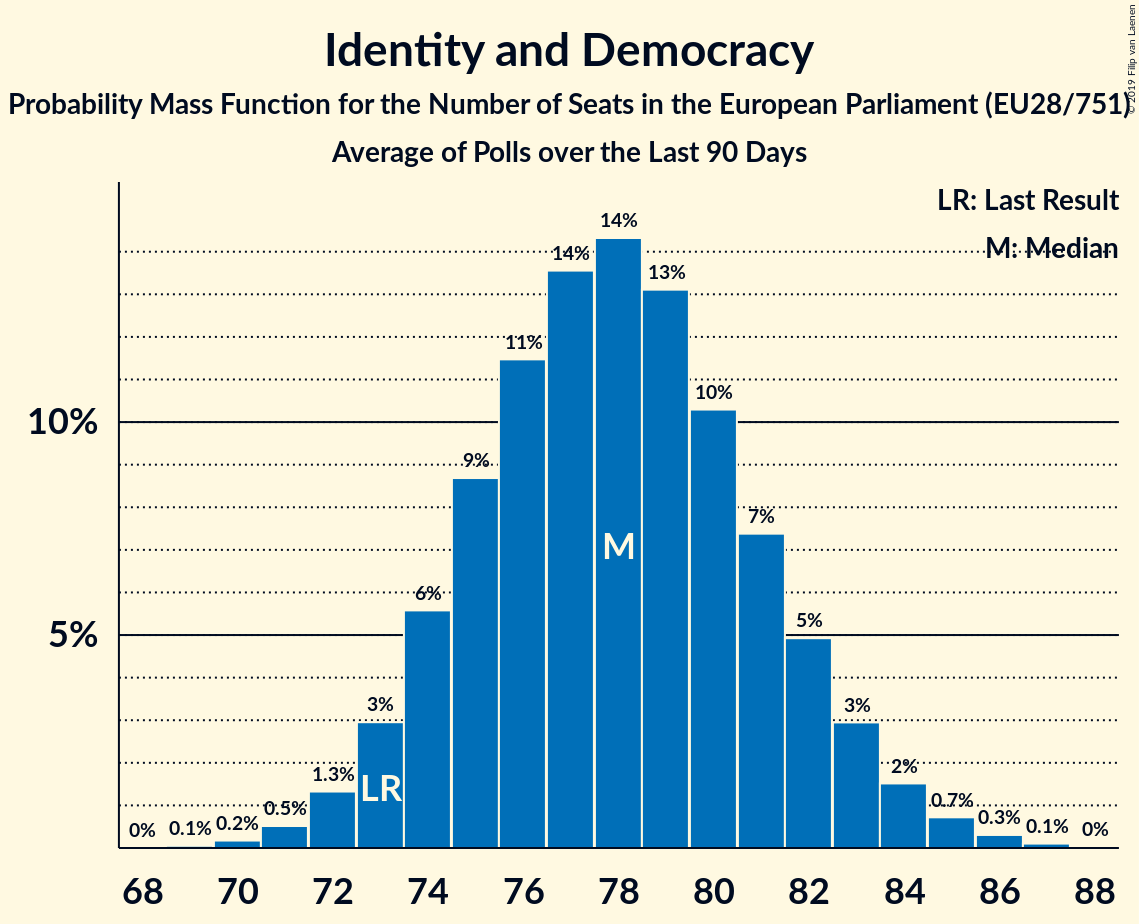 Identity and Democracy
Probability Mass Function for the Number of Seats in the European Parliament (EU28/751)
Average of Polls over the Last 90 Days
© 2019 Filip van Laenen
LR: Last Result
M: Median
10%
5%
0%
0.1%
0.2%
0.5%
1.3%
3%
6%
9%
11%
14%
14%
13%
10%
7%
5%
3%
2%
0.7%
0.3%
0.1%
0%
LR
M
68 70 72 74 76 78 80 82 84 86 88